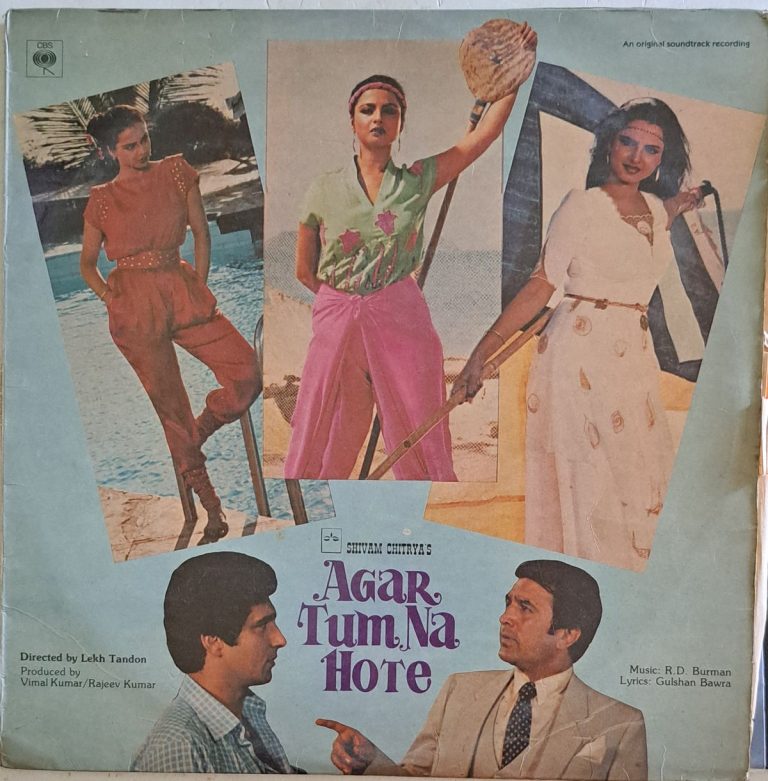 CBS
An original soundtrack recording
SHIVAM CHITRYA'S
AGAR
TUM NA
HOTE
Directed by Lekh Tandon
Produced by
Vimal Kumar/Rajeev Kumar
Music: R.D. Burman
Lyrics: Gulshan Bawra